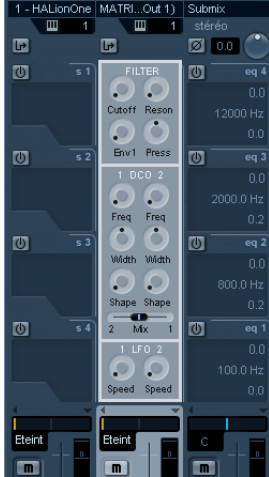 1 - HALionOne MATRI...Out 1) Submix
1 1 stéréo
Ø 0.0
s 1 FILTER eq 4
0.0
Cutoff Reson 12000 Hz
Env1 Press 0.0
s 2 1 DCO 2 eq 3
0.0
Freq Freq 2000.0 Hz
0.2
s 3 Width Width eq 2
0.0
Shape Shape 800.0 Hz
2 Mix 1 0.2
s 4 1 LFO 2 eq 1
0.0
Speed Speed 100.0 Hz
0.0
Eteint Eteint C
m m m